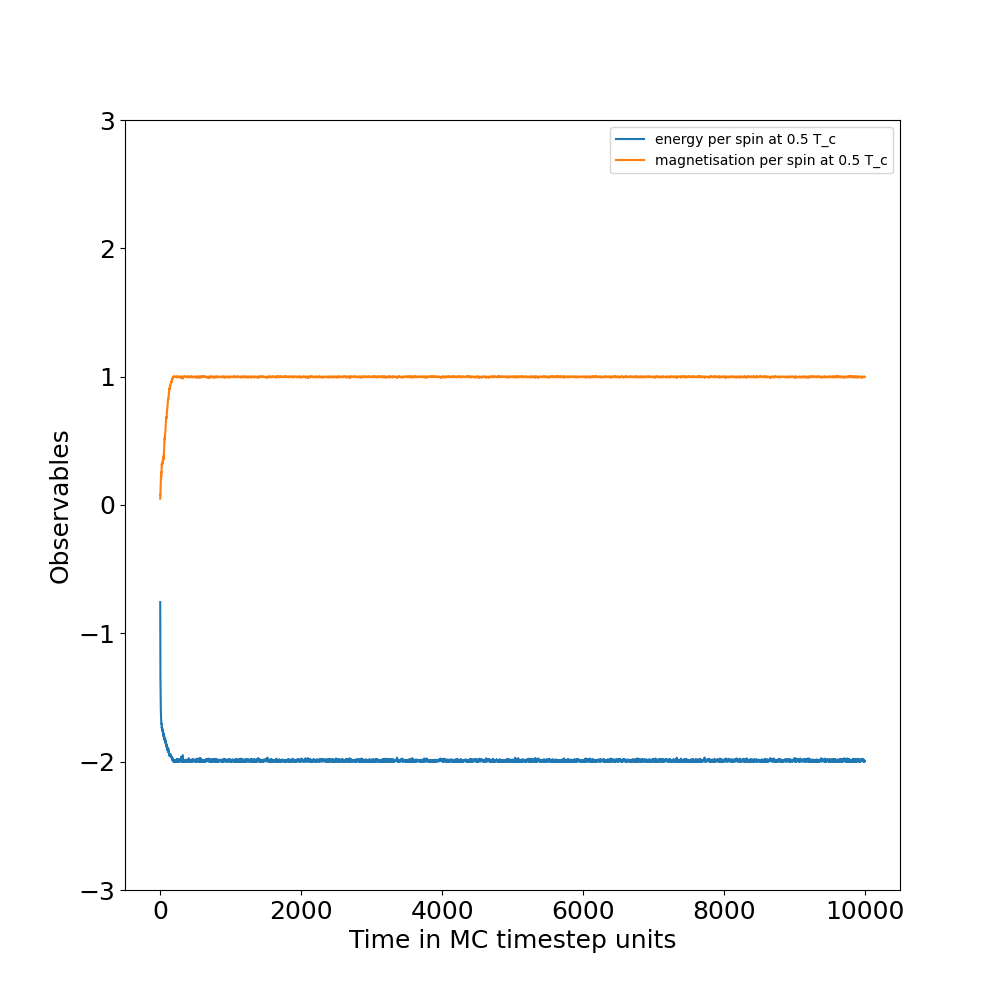 energy per spin at 0.5 T_c
magnetisation per spin at 0.5 T_c
3
2
1
0
−1
−2
−3
Observables
0 2000 4000 6000 8000 10000
Time in MC timestep units